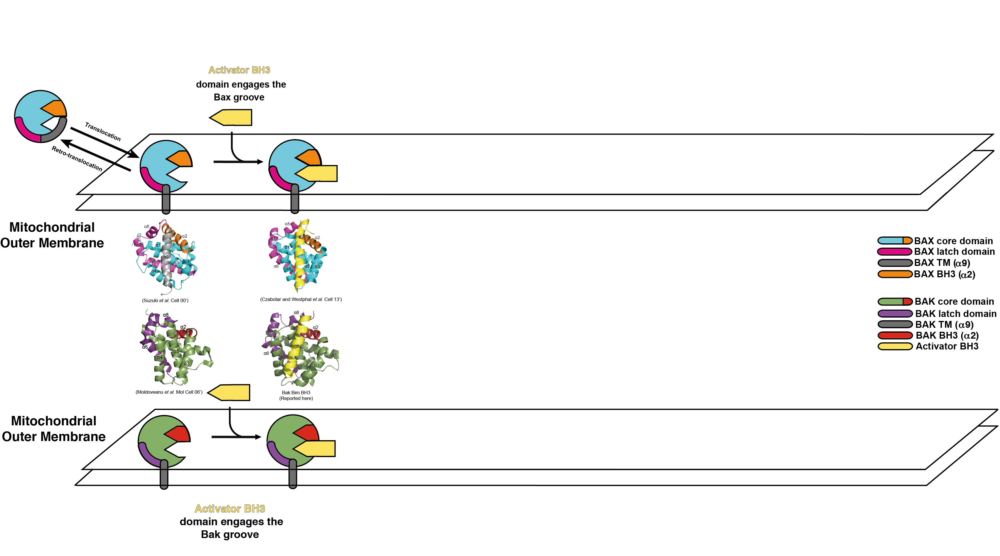 Activator BH3
domain engages the
Bax groove
Translocation
Retro-translocation
Mitochondrial
Outer Membrane
α8
α2
α7
α1
α9
α6
α5
α3
α4
(Suzuki et al. Cell 00’)
α8
α2
α7
α1
α6
α4
α5
α3
(Czabotar and Westphal et al. Cell 13’)
BAX core domain
BAX latch domain
BAX TM (α9)
BAX BH3 (α2)
BAK core domain
BAK latch domain
BAK TM (α9)
BAK BH3 (α2)
Activator BH3
α8
α7
α2
α6
α5
α1
α4
α3
(Moldoveanu et al. Mol Cell 06’)
α8
α7
α2
α6
α1
α4
α5
α3
Bak:Bim BH3
(Reported here)
Mitochondrial
Outer Membrane
Activator BH3
domain engages the
Bak groove